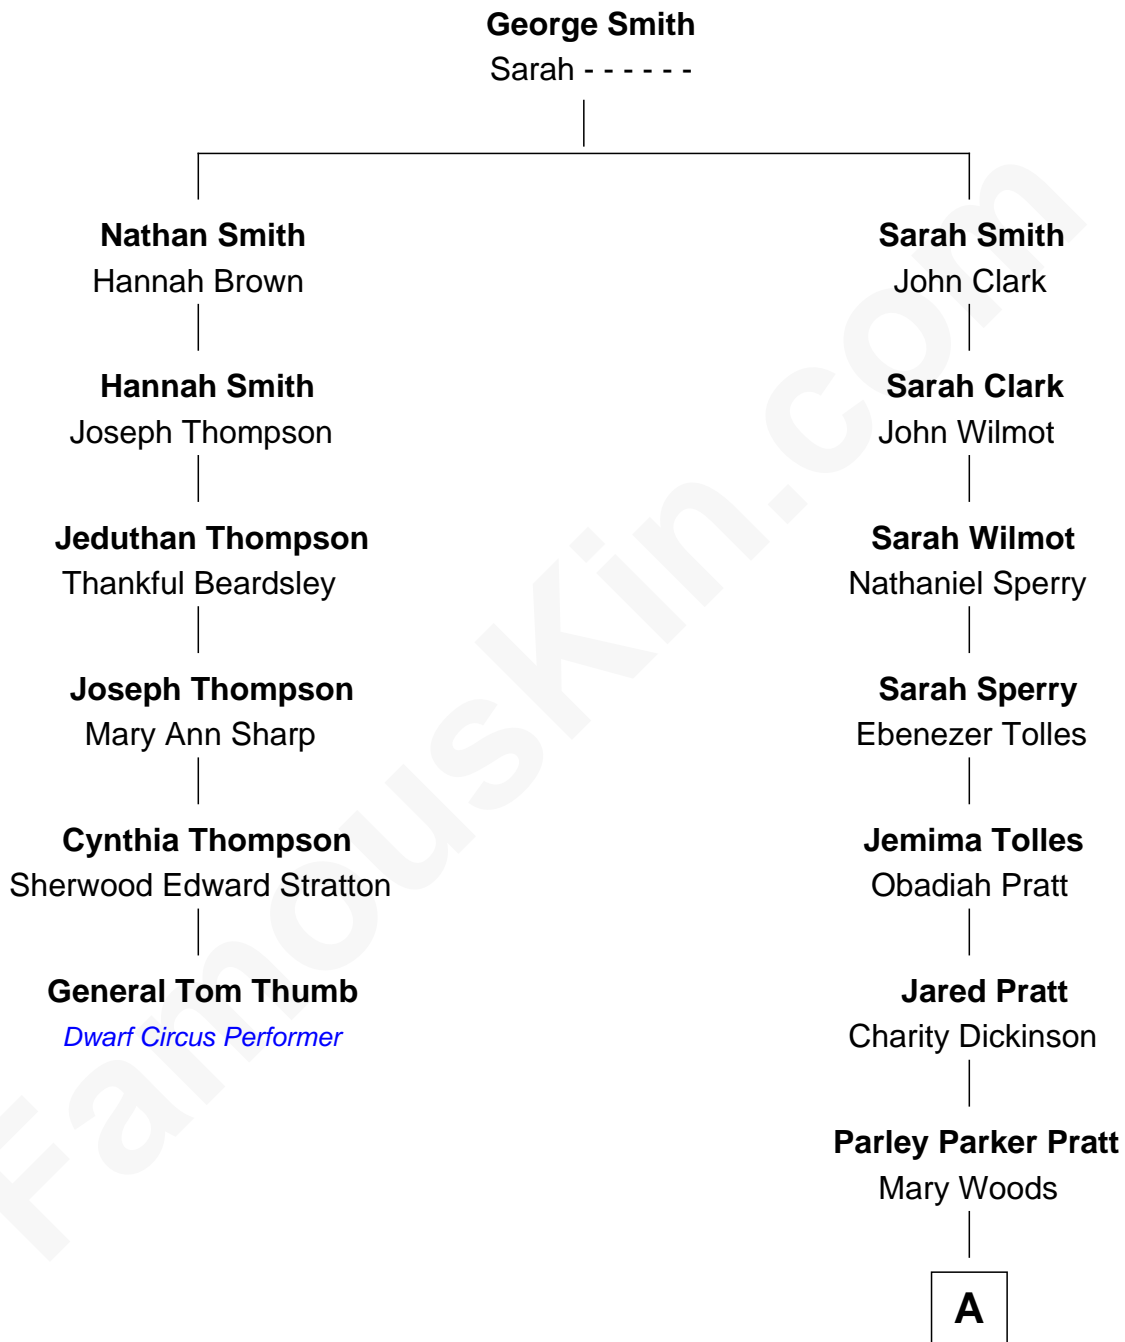 George Smith
Sarah - - - - - -
Nathan Smith
Hannah Brown
Sarah Smith
John Clark
Hannah Smith
Joseph Thompson
Sarah Clark
John Wilmot
Jeduthan Thompson
Thankful Beardsley
Sarah Wilmot
Nathaniel Sperry
Joseph Thompson
Mary Ann Sharp
Sarah Sperry
Ebenezer Tolles
Cynthia Thompson
Sherwood Edward Stratton
Jemima Tolles
Obadiah Pratt
General Tom Thumb
Dwarf Circus Performer
Jared Pratt
Charity Dickinson
Parley Parker Pratt
Mary Woods
A
FamousKin.com